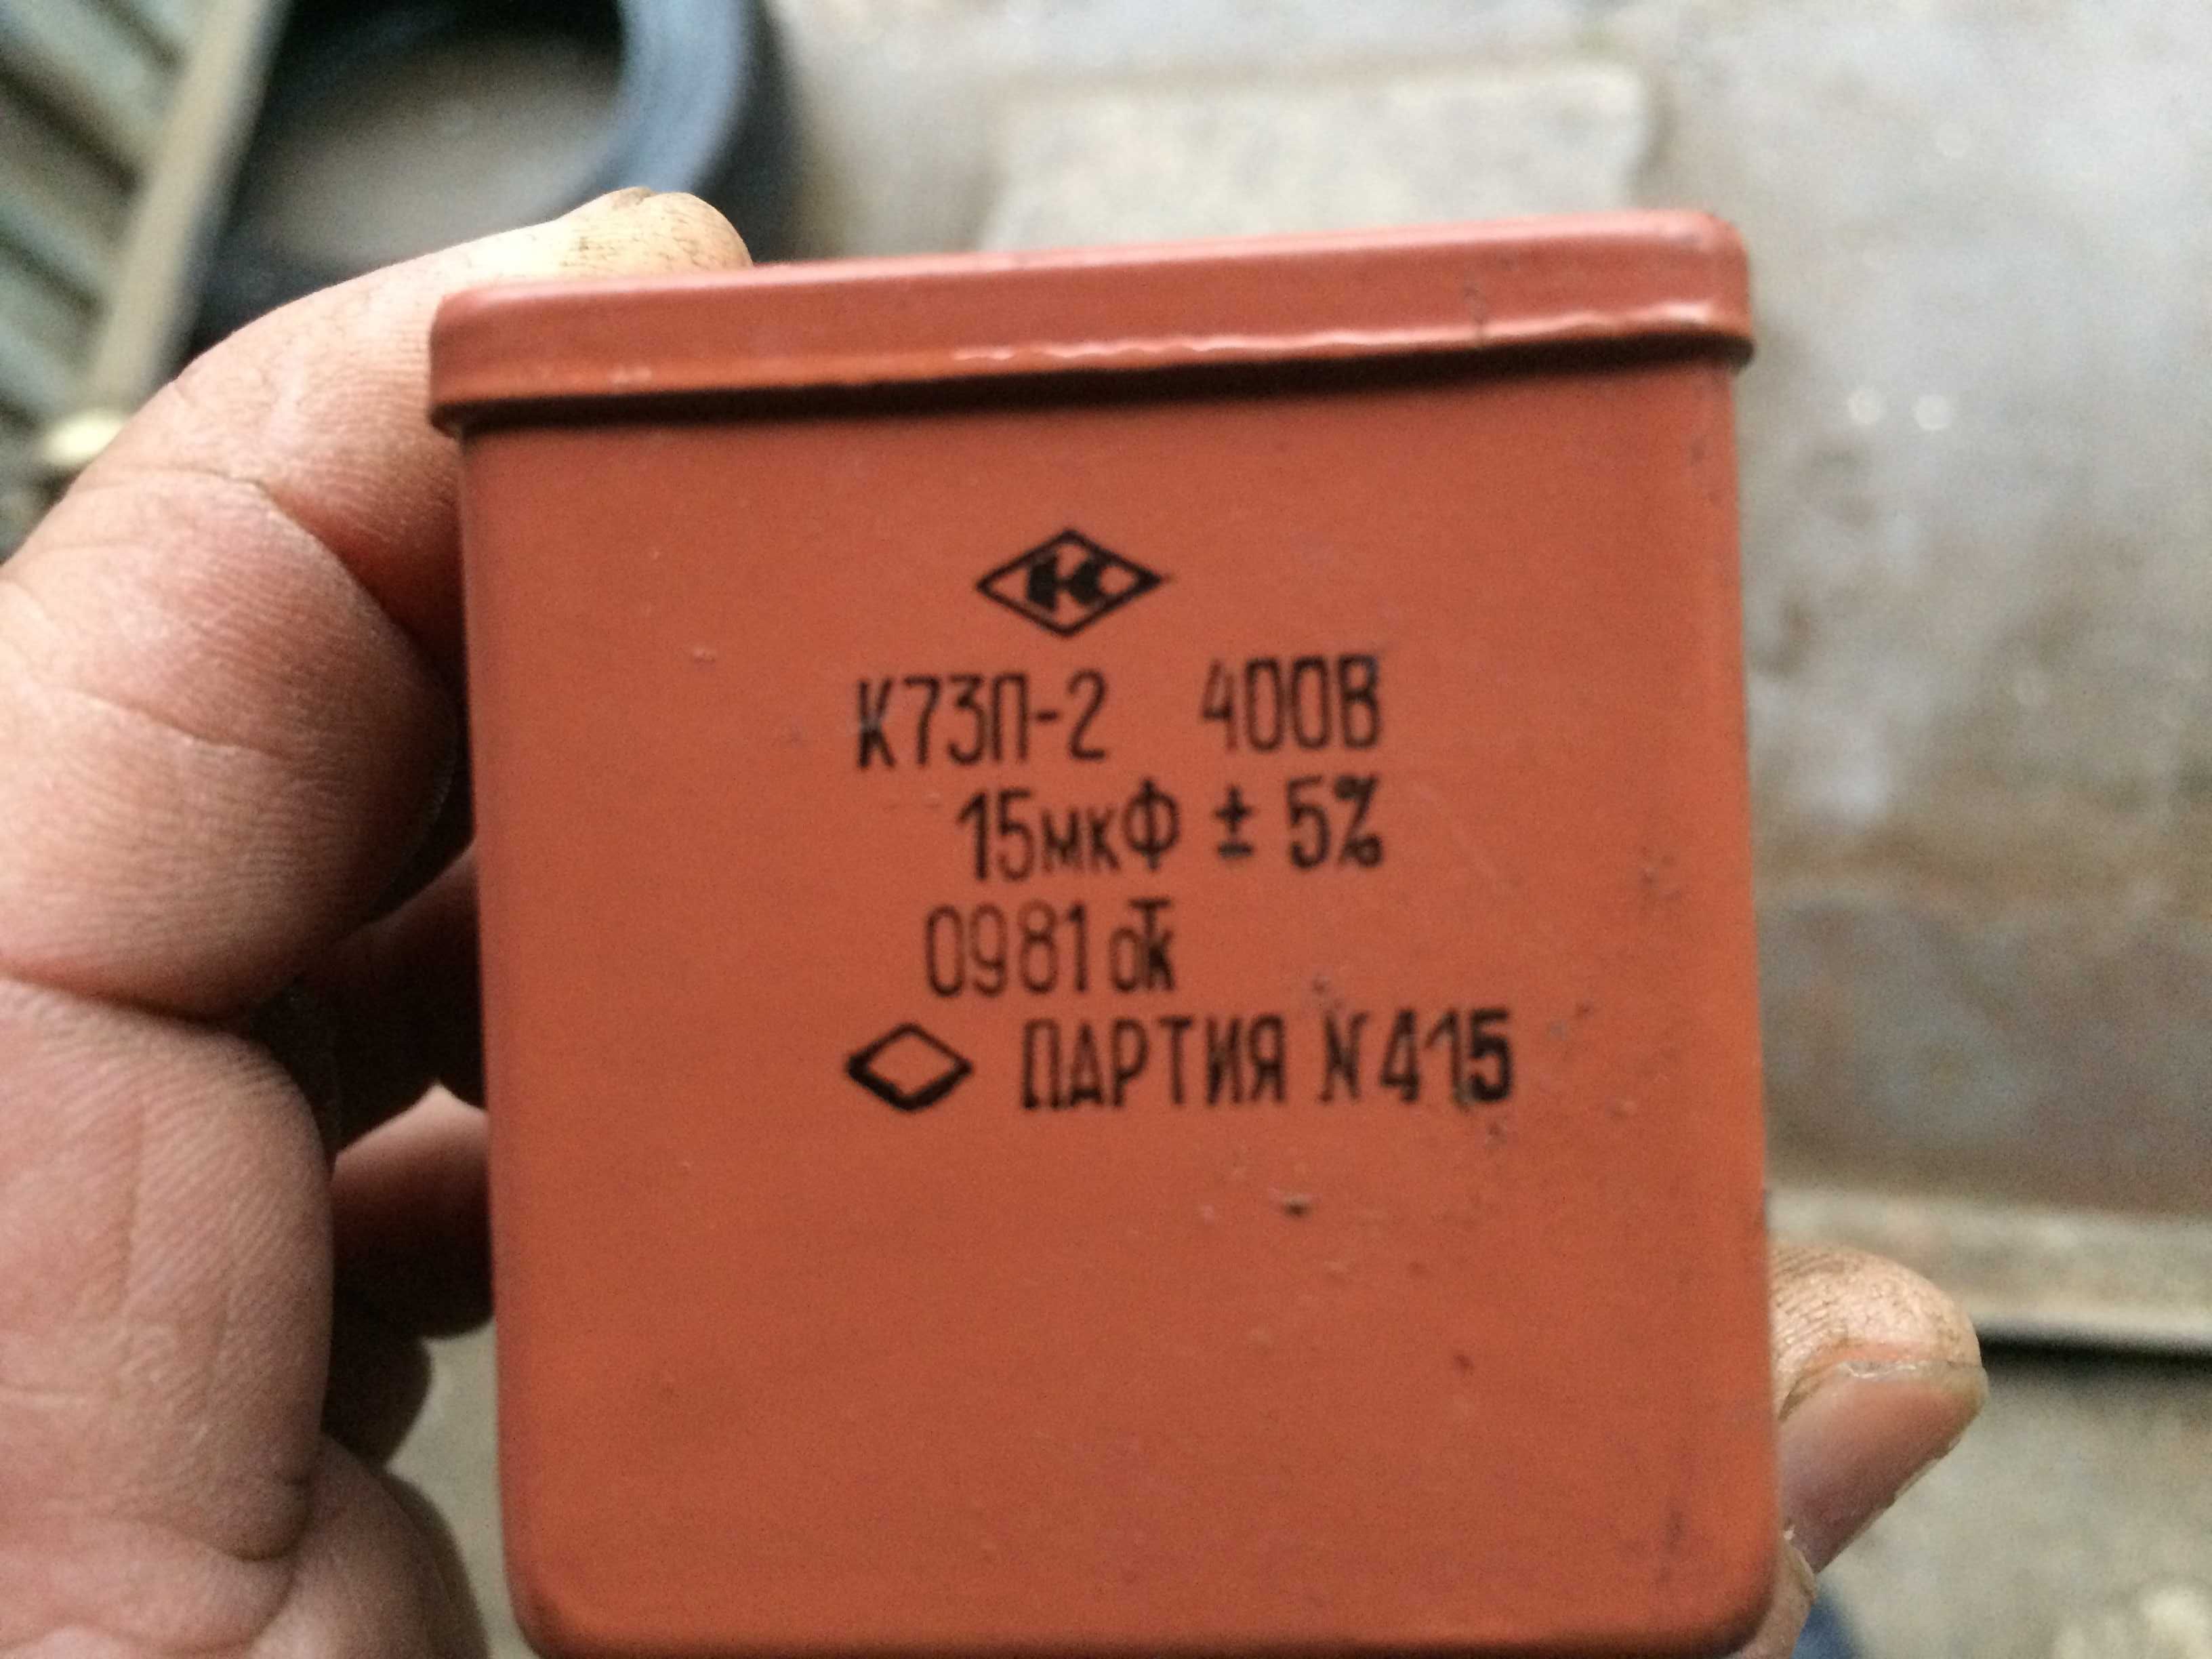 К
К73П-2 400В
15мкФ ± 5%
0981 отк
ПАРТИЯ N 415